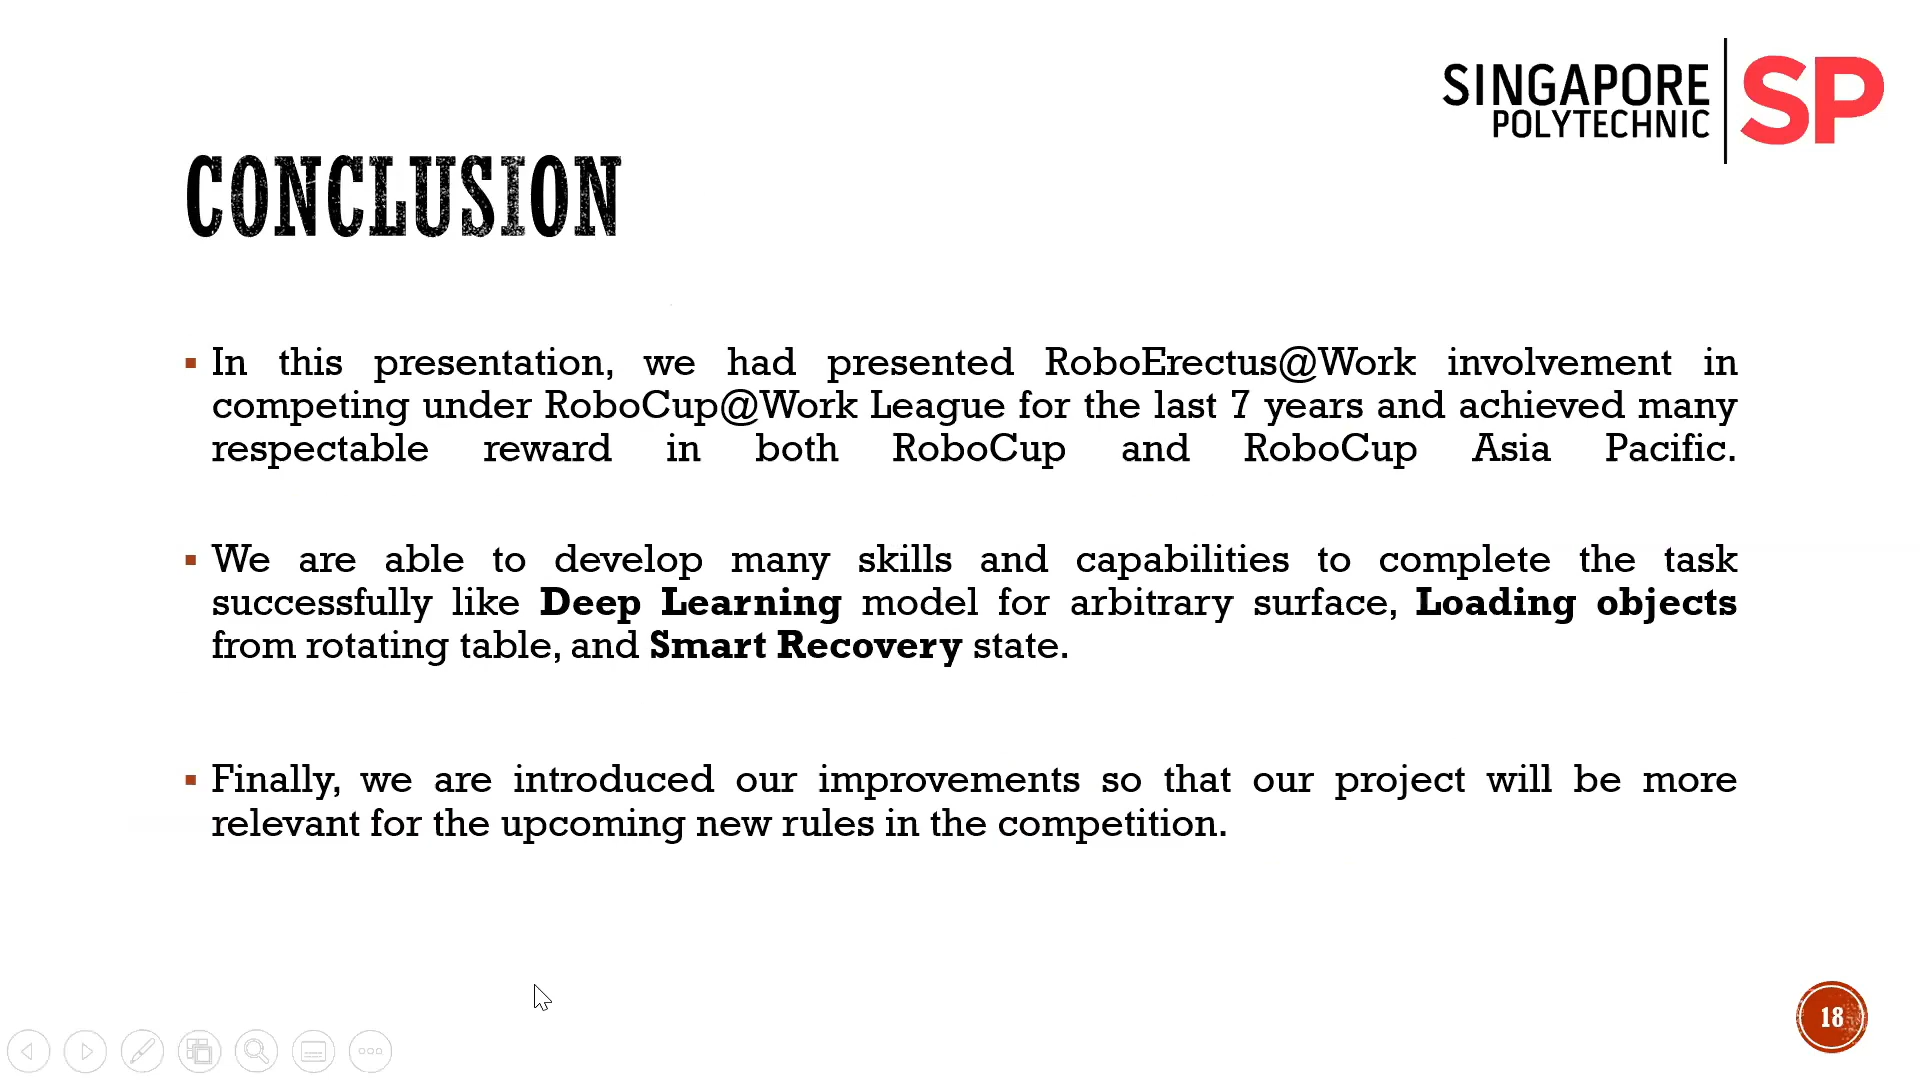 SINGAPORE
POLYTECHNIC
SP
CONCLUSION
▪ In this presentation, we had presented RoboErectus@Work involvement in
competing under RoboCup@Work League for the last 7 years and achieved many
respectable reward in both RoboCup and RoboCup Asia Pacific.
▪ We are able to develop many skills and capabilities to complete the task
successfully like Deep Learning model for arbitrary surface, Loading objects
from rotating table, and Smart Recovery state.
▪ Finally, we are introduced our improvements so that our project will be more
relevant for the upcoming new rules in the competition.
18